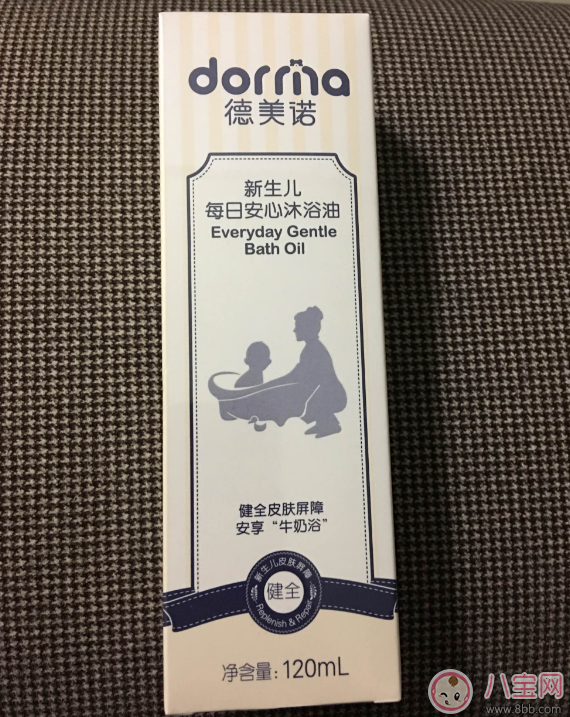 dorma
德美诺
新生儿
每日安心沐浴油
Everyday Gentle
Bath Oil
健全皮肤屏障
安享“牛奶浴”
新生儿皮肤屏障
健全
Replenish & Repair
净含量: 120mL
八宝网
www.8bb.com